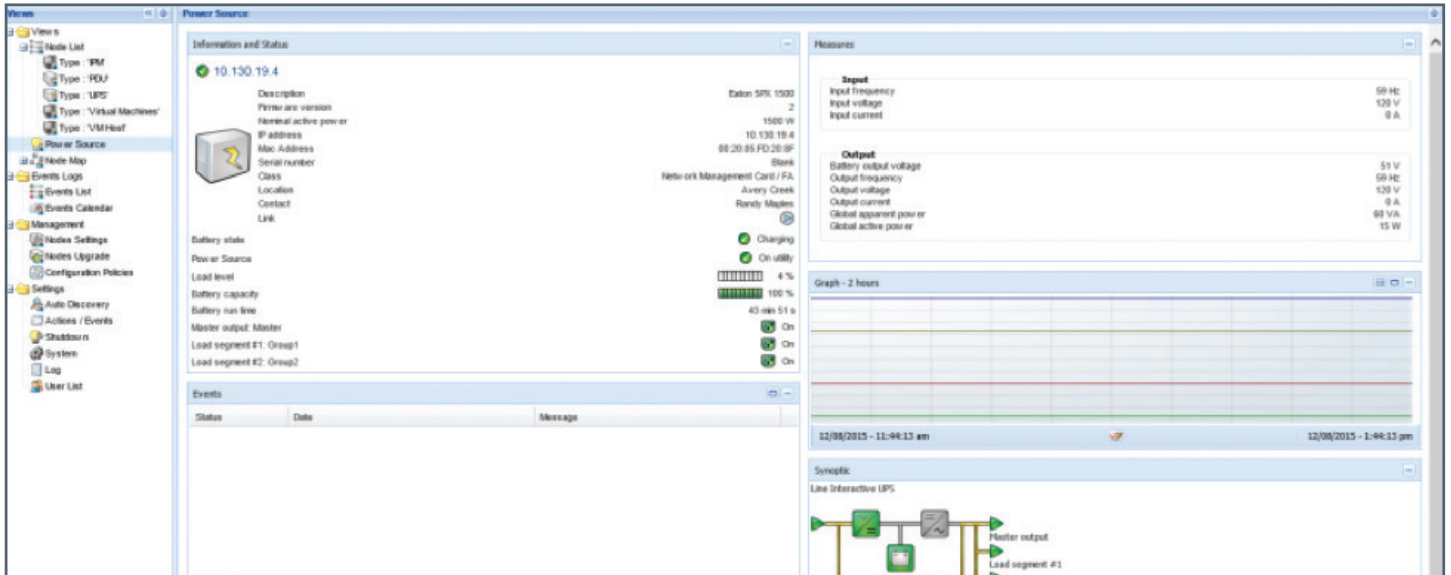 Views
Views
Node List
Type : 'IPM'
Type : 'PDU'
Type : 'UPS'
Type : 'Virtual Machines'
Type : 'VM Host'
Power Source
Node Map
Events Logs
Events List
Events Calendar
Management
Nodes Settings
Nodes Upgrade
Configuration Policies
Settings
Auto Discovery
Actions / Events
Shutdown
System
Log
User List
Power Source
Information and Status
10.130.19.4
Description Eaton 5PX 1500
Firmware version 2
Nominal active power 1500 W
IP address 10.130.19.4
Mac Address 00:20:85:FD:20:8F
Serial number Blank
Class Network Management Card / FA
Location Avery Creek
Contact Randy Maples
Link
Battery state Charging
Power Source On utility
Load level 4 %
Battery capacity 100 %
Battery run time 43 min 51 s
Master output: Master On
Load segment #1: Group1 On
Load segment #2: Group2 On
Events
Status Date Message
Measures
Input
Input frequency 59 Hz
Input voltage 120 V
Input current 0 A
Output
Battery output voltage 51 V
Output frequency 59 Hz
Output voltage 120 V
Output current 0 A
Global apparent power 60 VA
Global active power 15 W
Graph - 2 hours
12/08/2015 - 11:44:13 am 12/08/2015 - 1:44:13 pm
Synoptic
Line Interactive UPS
Master output
Load segment #1